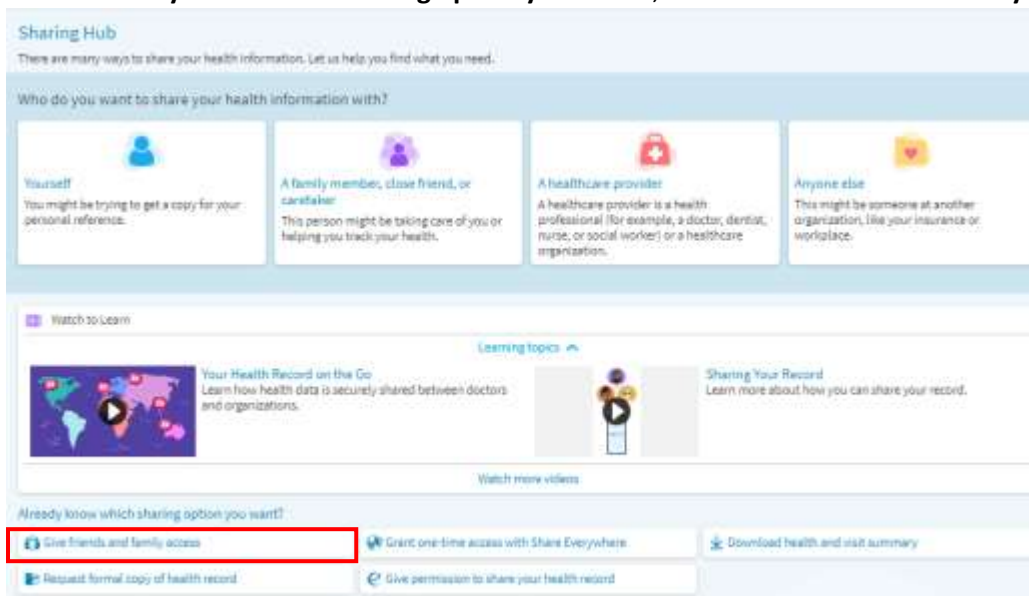 Sharing Hub
There are many ways to share your health information. Let us help you find what you need.
Who do you want to share your health information with?
Yourself
You might be trying to get a copy for your
personal reference.
A family member, close friend, or
caretaker
This person might be taking care of you or
helping you track your health.
A healthcare provider
A healthcare provider is a health
professional (for example, a doctor, dentist,
nurse, or social worker) or a healthcare
organization.
Anyone else
This might be someone at another
organization, like your insurance or
workplace.
Watch to Learn
Learning topics
Your Health Record on the Go
Learn how health data is securely shared between doctors
and organizations.
Sharing Your Record
Learn more about how you can share your record.
Watch more videos
Already know which sharing option you want?
Give friends and family access
Grant one-time access with Share Everywhere
Download health and visit summary
Request formal copy of health record
Give permission to share your health record